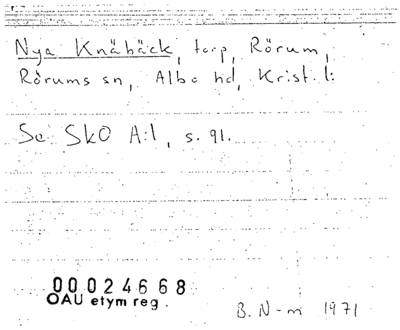 Nya Knäbäck, torp, Rörum,
Rörums sn, Albo hd, Krist. l:
Se SkO A:1, s. 91.
00024668
OAU etym reg.
B. N-m 1971